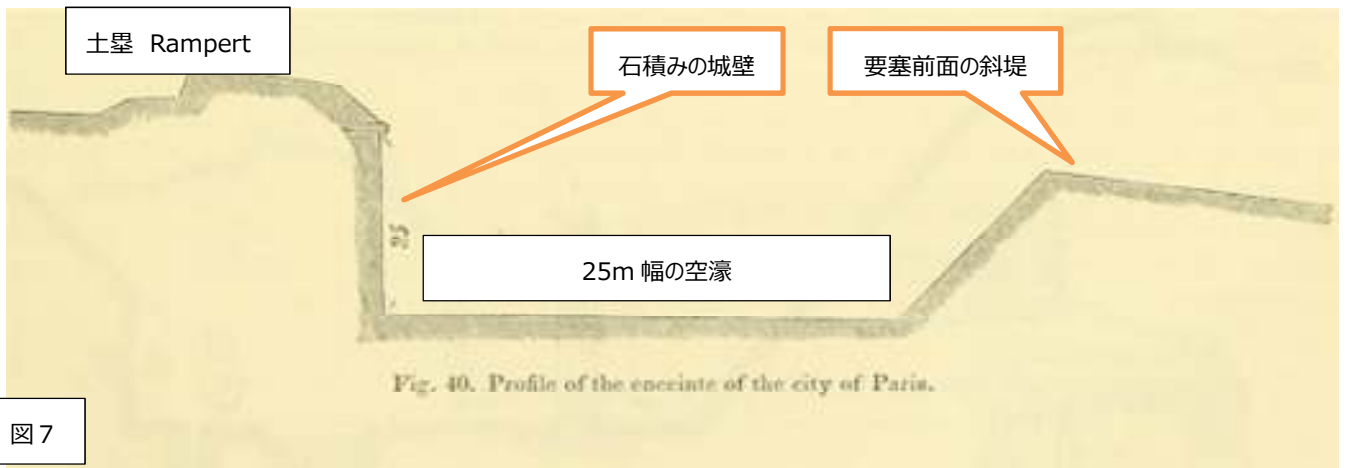 土塁 Rampert
石積みの城壁
要塞前面の斜堤
25
25m 幅の空濠
Fig. 40. Profile of the enceinte of the city of Paris.
図7